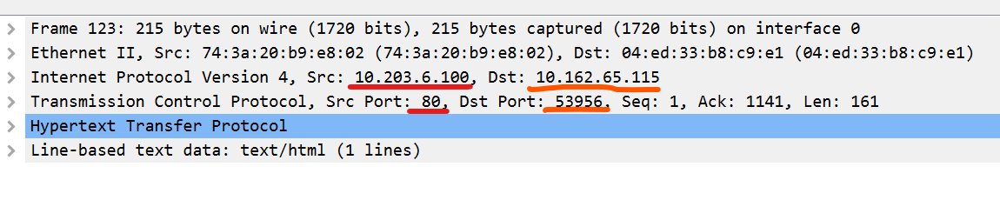 Frame 123: 215 bytes on wire (1720 bits), 215 bytes captured (1720 bits) on interface 0
Ethernet II, Src: 74:3a:20:b9:e8:02 (74:3a:20:b9:e8:02), Dst: 04:ed:33:b8:c9:e1 (04:ed:33:b8:c9:e1)
Internet Protocol Version 4, Src: 10.203.6.100, Dst: 10.162.65.115
Transmission Control Protocol, Src Port: 80, Dst Port: 53956, Seq: 1, Ack: 1141, Len: 161
Hypertext Transfer Protocol
Line-based text data: text/html (1 lines)